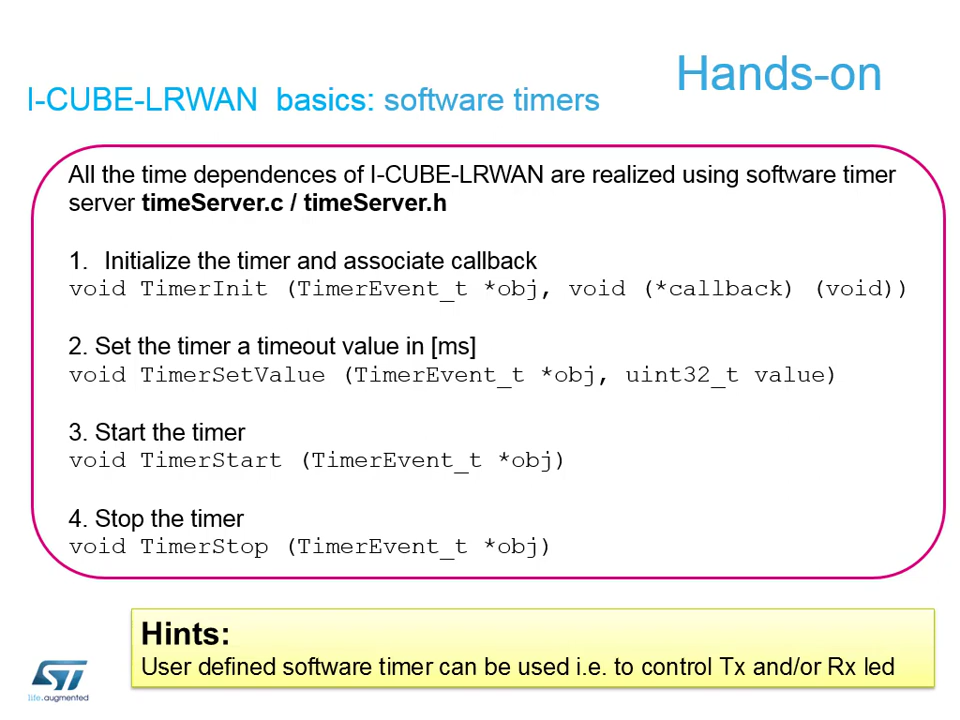 Hands-on
I-CUBE-LRWAN basics: software timers
All the time dependences of I-CUBE-LRWAN are realized using software timer
server timeServer.c / timeServer.h
1. Initialize the timer and associate callback
void TimerInit (TimerEvent_t *obj, void (*callback) (void))
2. Set the timer a timeout value in [ms]
void TimerSetValue (TimerEvent_t *obj, uint32_t value)
3. Start the timer
void TimerStart (TimerEvent_t *obj)
4. Stop the timer
void TimerStop (TimerEvent_t *obj)
Hints:
User defined software timer can be used i.e. to control Tx and/or Rx led
ST
life.augmented